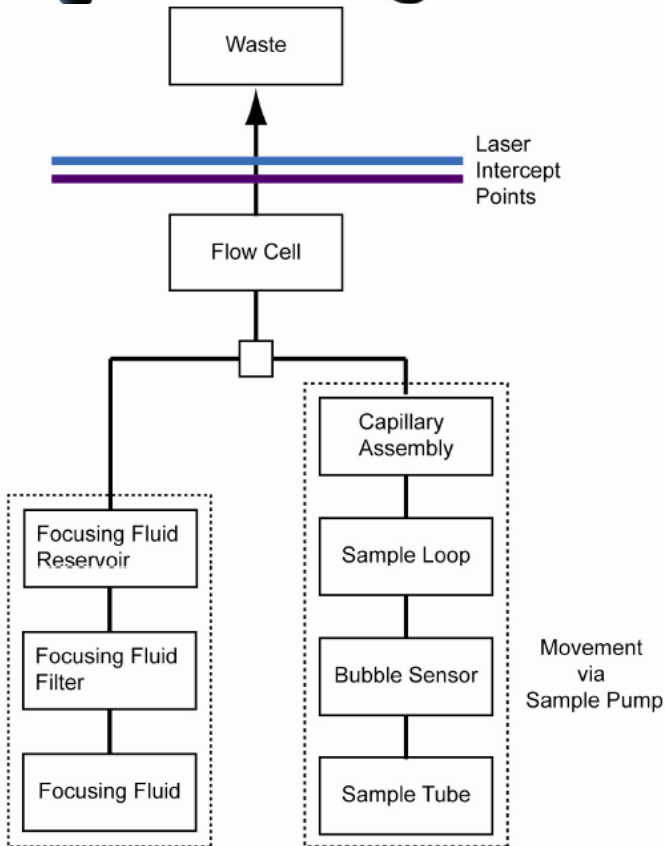 Waste
Laser
Intercept
Points
Flow Cell
Capillary
Assembly
Focusing Fluid
Reservoir
Sample Loop
Focusing Fluid
Filter
Bubble Sensor
Movement
via
Sample Pump
Focusing Fluid
Sample Tube